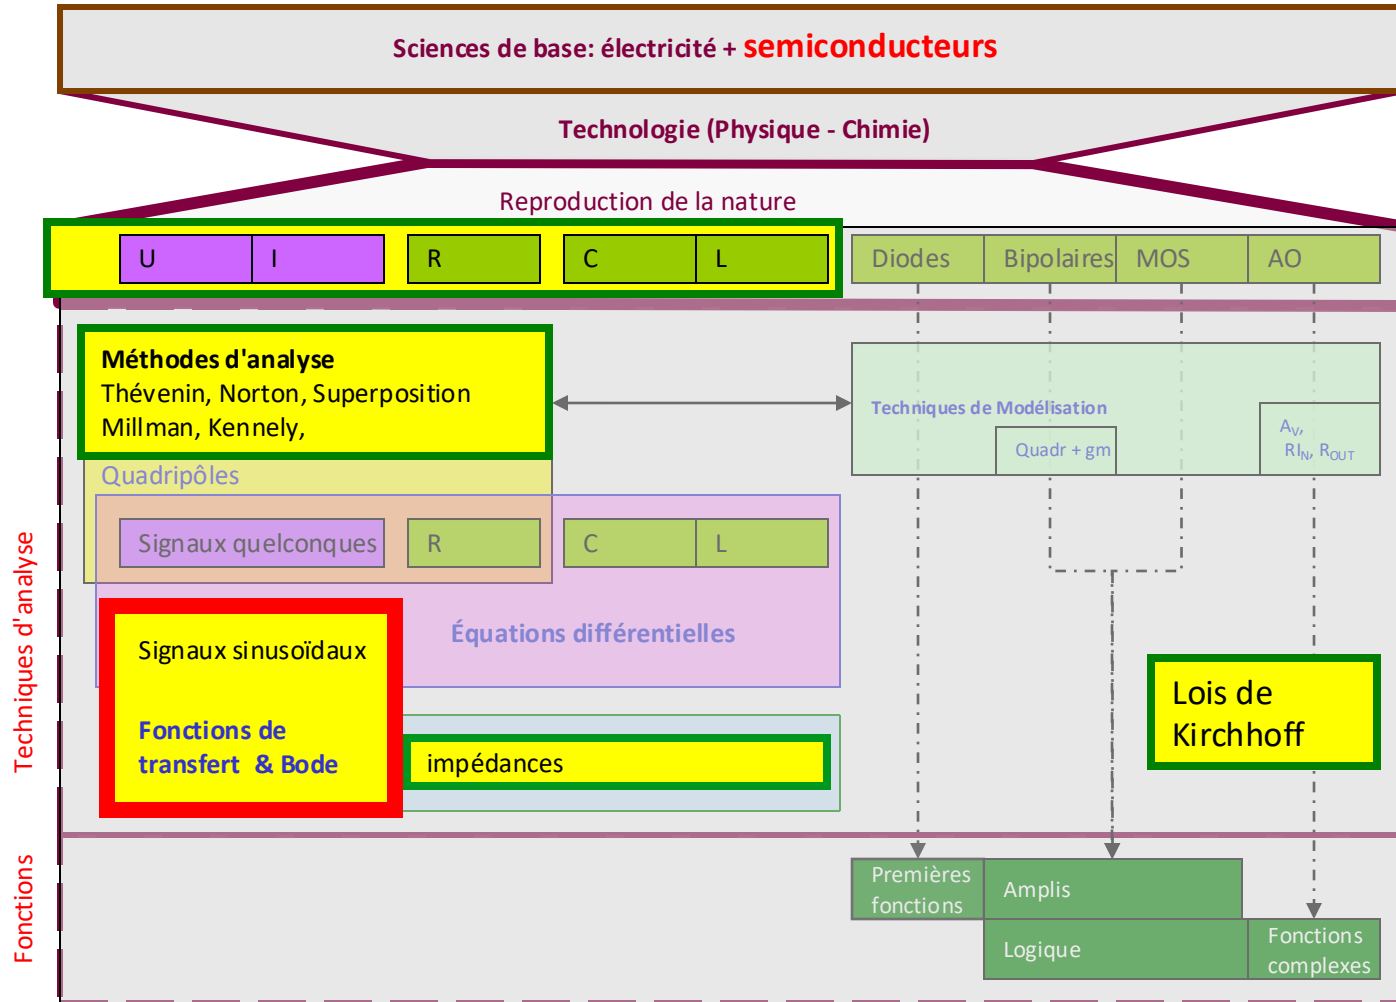 Sciences de base: électricité + semiconducteurs
Technologie (Physique - Chimie)
Reproduction de la nature
U I R C L Diodes Bipolaires MOS AO
Méthodes d'analyse
Thévenin, Norton, Superposition
Millman, Kennely,
Techniques de Modélisation
Quadr + gm
AV,
RIN, ROUT
Quadripôles
Signaux quelconques R C L
Équations différentielles
Signaux sinusoïdaux
Fonctions de
transfert & Bode
impédances
Lois de
Kirchhoff
Techniques d'analyse
Fonctions
Premières
fonctions
Amplis
Logique
Fonctions
complexes